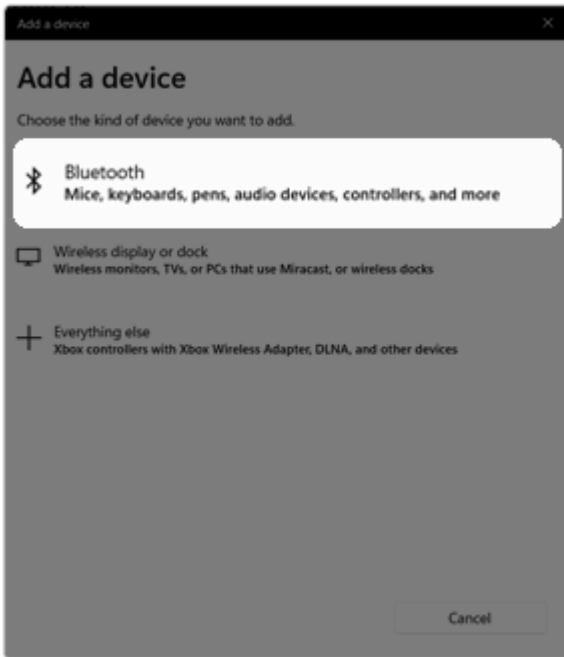 Add a device
Add a device
Choose the kind of device you want to add.
Bluetooth
Mice, keyboards, pens, audio devices, controllers, and more
Wireless display or dock
Wireless monitors, TVs, or PCs that use Miracast, or wireless docks
Everything else
Xbox controllers with Xbox Wireless Adapter, DLNA, and other devices
Cancel